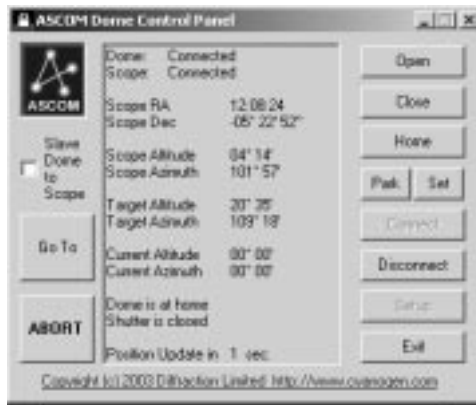 ASCOM Dome Control Panel
ASCOM
Slave
Dome
to
Scope
Go To
ABORT
Dome: Connected
Scope: Connected
Scope RA 12:08:24
Scope Dec -05° 22' 52"
Scope Altitude 04° 14'
Scope Azimuth 101° 57'
Target Altitude 20° 35'
Target Azimuth 109° 18'
Current Altitude 00° 00'
Current Azimuth 00° 00'
Dome is at home
Shutter is closed
Position Update in 1 sec.
Open
Close
Home
Park Set
Connect
Disconnect
Setup
Exit
Copyright (c) 2003 Diffraction Limited http://www.cyanogen.com